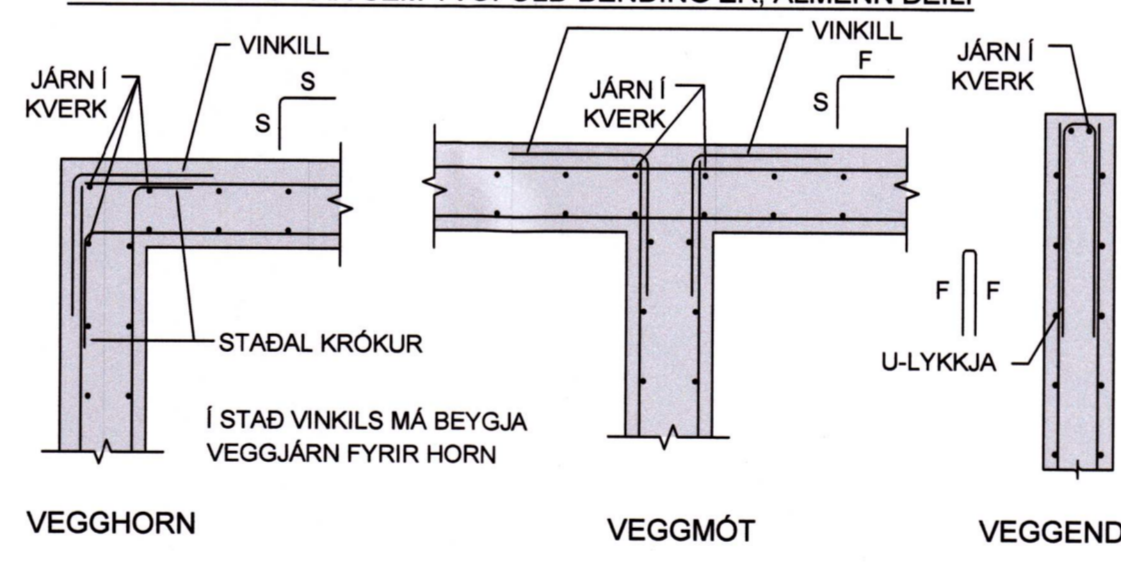 VINKILL
S
S
JÁRN Í
KVERK
STAÐAL KRÓKUR
Í STAÐ VINKILS MÁ BEYGJA
VEGGJÁRN FYRIR HORN
VEGGHORN
VINKILL
F
S
JÁRN Í
KVERK
VEGGMÓT
JÁRN Í
KVERK
F F
U-LYKKJA
VEGGEND